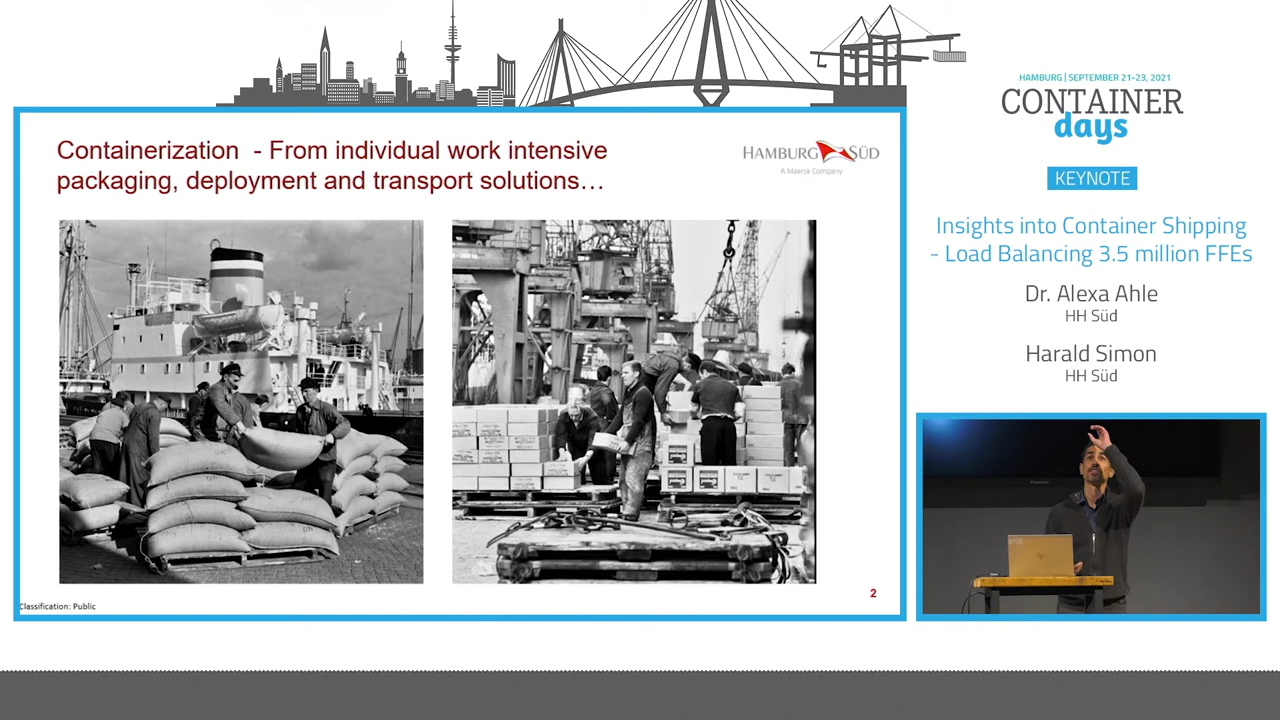 Containerization - From individual work intensive
packaging, deployment and transport solutions…
HAMBURG SÜD
A Maersk Company
Classification: Public
2
HAMBURG | SEPTEMBER 21-23, 2021
CONTAINER
days
KEYNOTE
Insights into Container Shipping
- Load Balancing 3.5 million FFEs
Dr. Alexa Ahle
HH Süd
Harald Simon
HH Süd